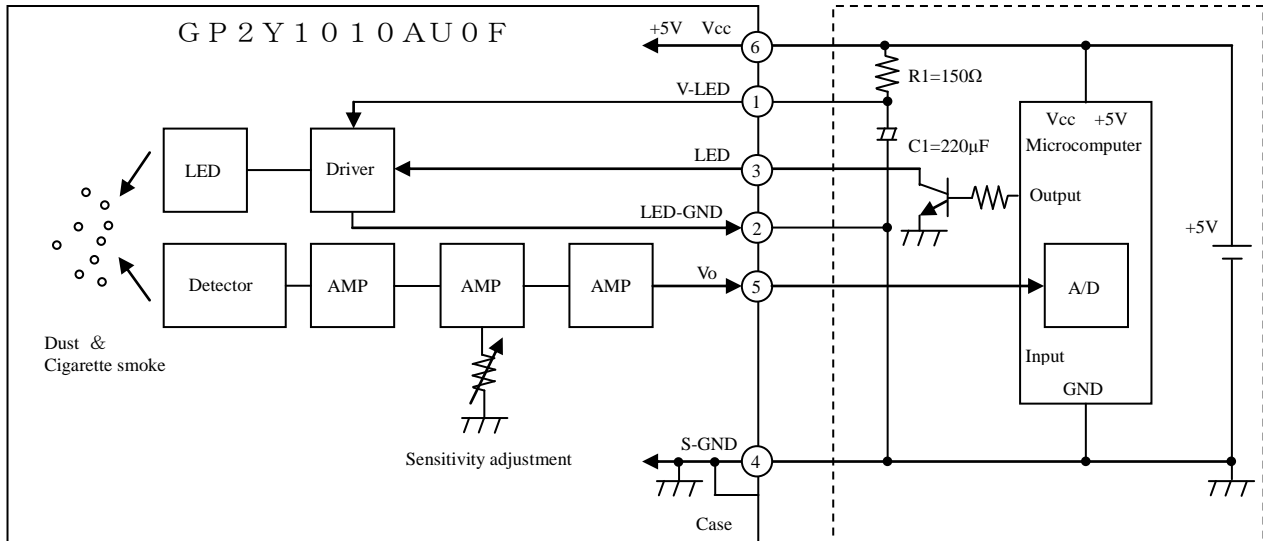 GP2Y1010AU0F
+5V Vcc
6
R1=150Ω
V-LED
1
Vcc +5V
Microcomputer
C1=220μF
LED
3
LED
Driver
Output
LED-GND
2
+5V
Vo
5
Detector
AMP
AMP
AMP
A/D
Dust &
Cigarette smoke
Input
GND
S-GND
4
Sensitivity adjustment
Case